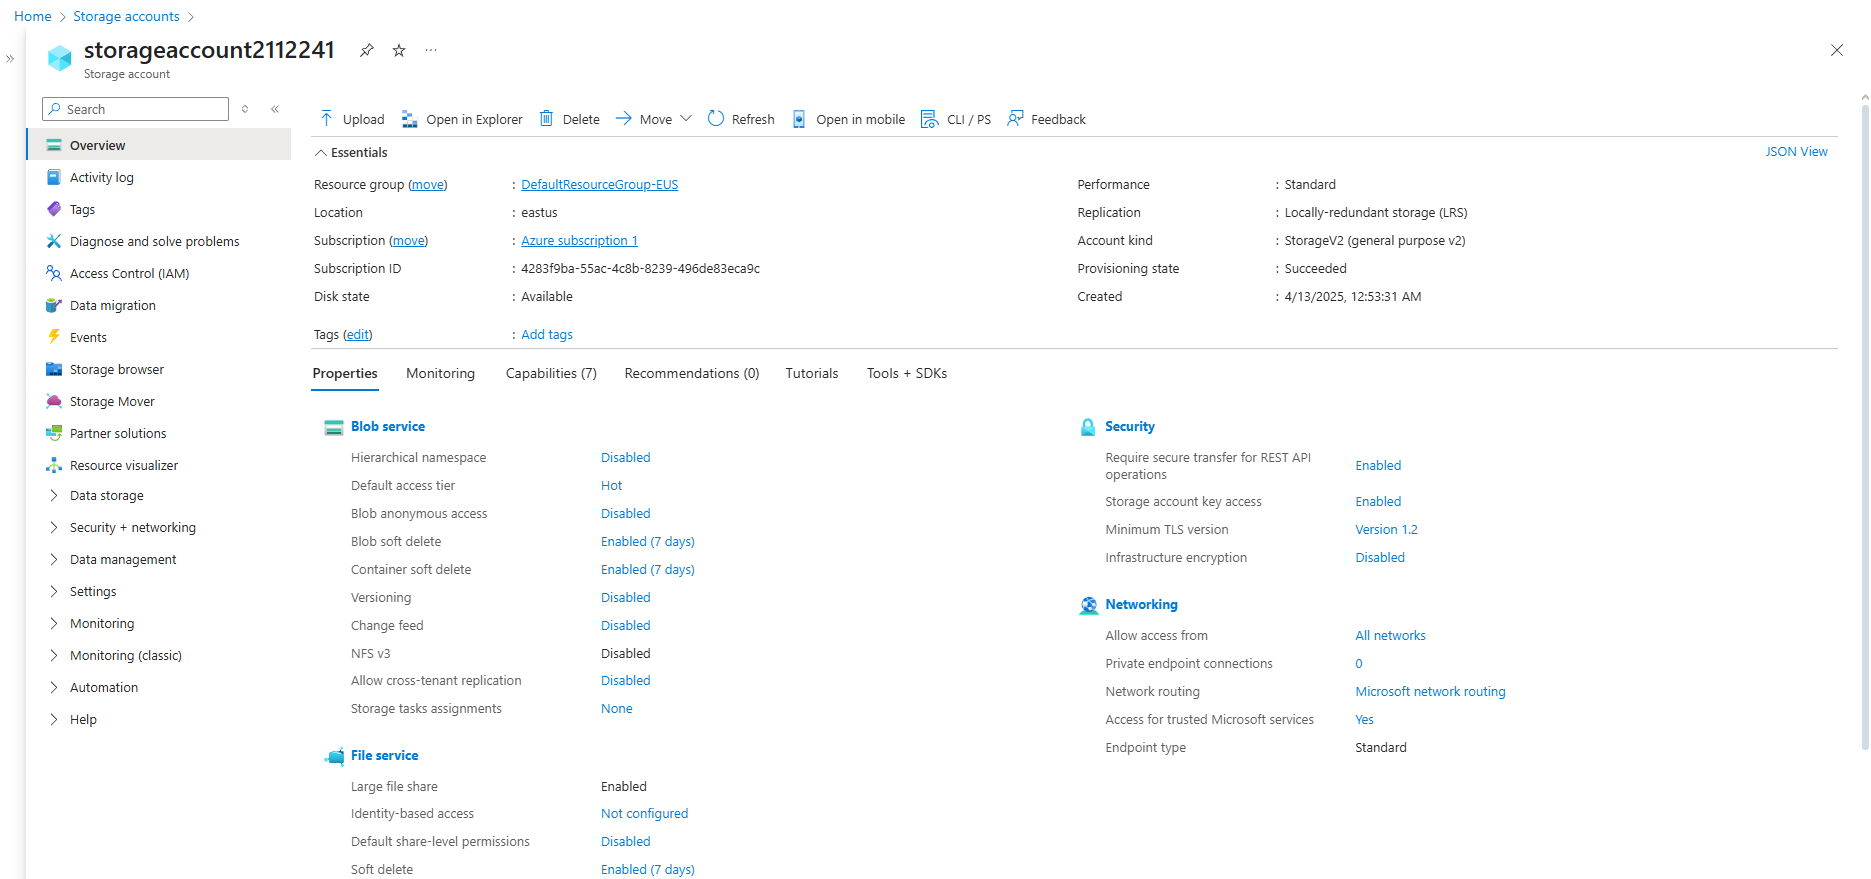 Home > Storage accounts >
storageaccount2112241
Storage account
Search
Overview
Activity log
Tags
Diagnose and solve problems
Access Control (IAM)
Data migration
Events
Storage browser
Storage Mover
Partner solutions
Resource visualizer
Data storage
Security + networking
Data management
Settings
Monitoring
Monitoring (classic)
Automation
Help
Upload Open in Explorer Delete Move Refresh Open in mobile CLI / PS Feedback
Essentials JSON View
Resource group (move) : DefaultResourceGroup-EUS
Location : eastus
Subscription (move) : Azure subscription 1
Subscription ID : 4283f9ba-55ac-4c8b-8239-496de83eca9c
Disk state : Available
Performance : Standard
Replication : Locally-redundant storage (LRS)
Account kind : StorageV2 (general purpose v2)
Provisioning state : Succeeded
Created : 4/13/2025, 12:53:31 AM
Tags (edit) : Add tags
Properties Monitoring Capabilities (7) Recommendations (0) Tutorials Tools + SDKs
Blob service
Hierarchical namespace Disabled
Default access tier Hot
Blob anonymous access Disabled
Blob soft delete Enabled (7 days)
Container soft delete Enabled (7 days)
Versioning Disabled
Change feed Disabled
NFS v3 Disabled
Allow cross-tenant replication Disabled
Storage tasks assignments None
File service
Large file share Enabled
Identity-based access Not configured
Default share-level permissions Disabled
Soft delete Enabled (7 days)
Security
Require secure transfer for REST API
operations Enabled
Storage account key access Enabled
Minimum TLS version Version 1.2
Infrastructure encryption Disabled
Networking
Allow access from All networks
Private endpoint connections 0
Network routing Microsoft network routing
Access for trusted Microsoft services Yes
Endpoint type Standard